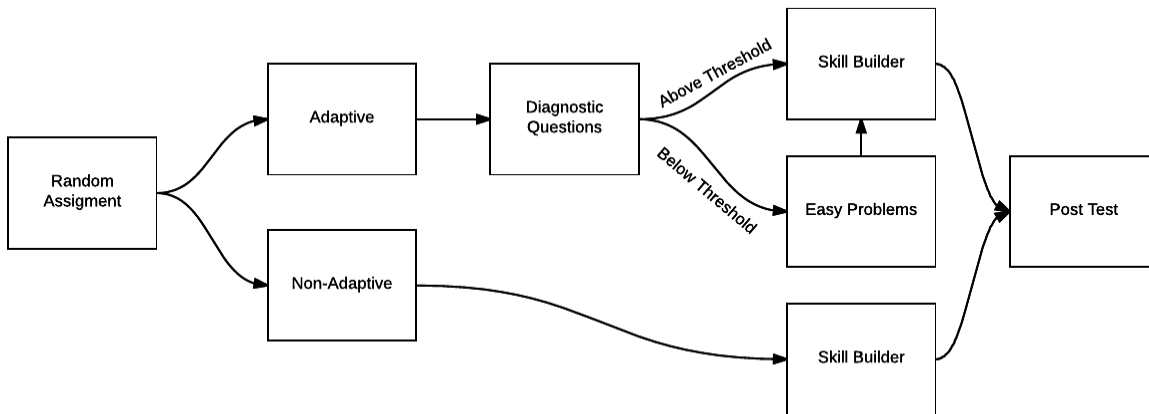 Random
Assigment
Adaptive
Non-Adaptive
Diagnostic
Questions
Above Threshold
Below Threshold
Skill Builder
Easy Problems
Skill Builder
Post Test